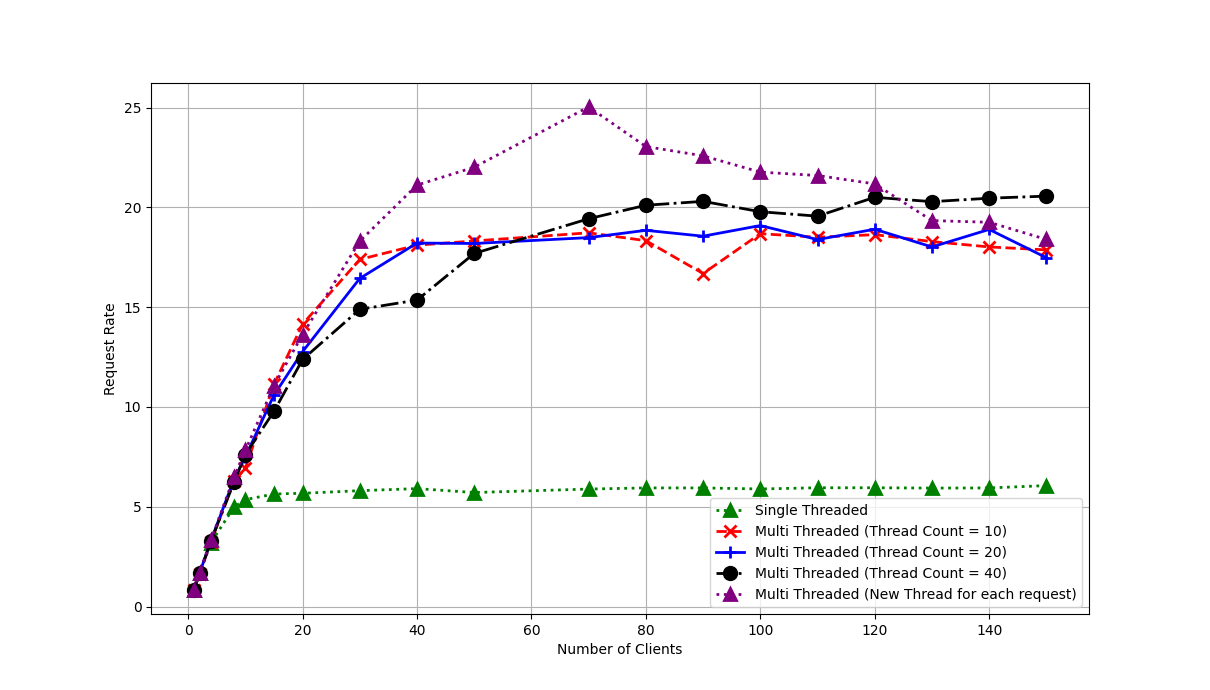 25
20
15
10
5
0
Request Rate
Single Threaded
Multi Threaded (Thread Count = 10)
Multi Threaded (Thread Count = 20)
Multi Threaded (Thread Count = 40)
Multi Threaded (New Thread for each request)
0 20 40 60 80 100 120 140
Number of Clients